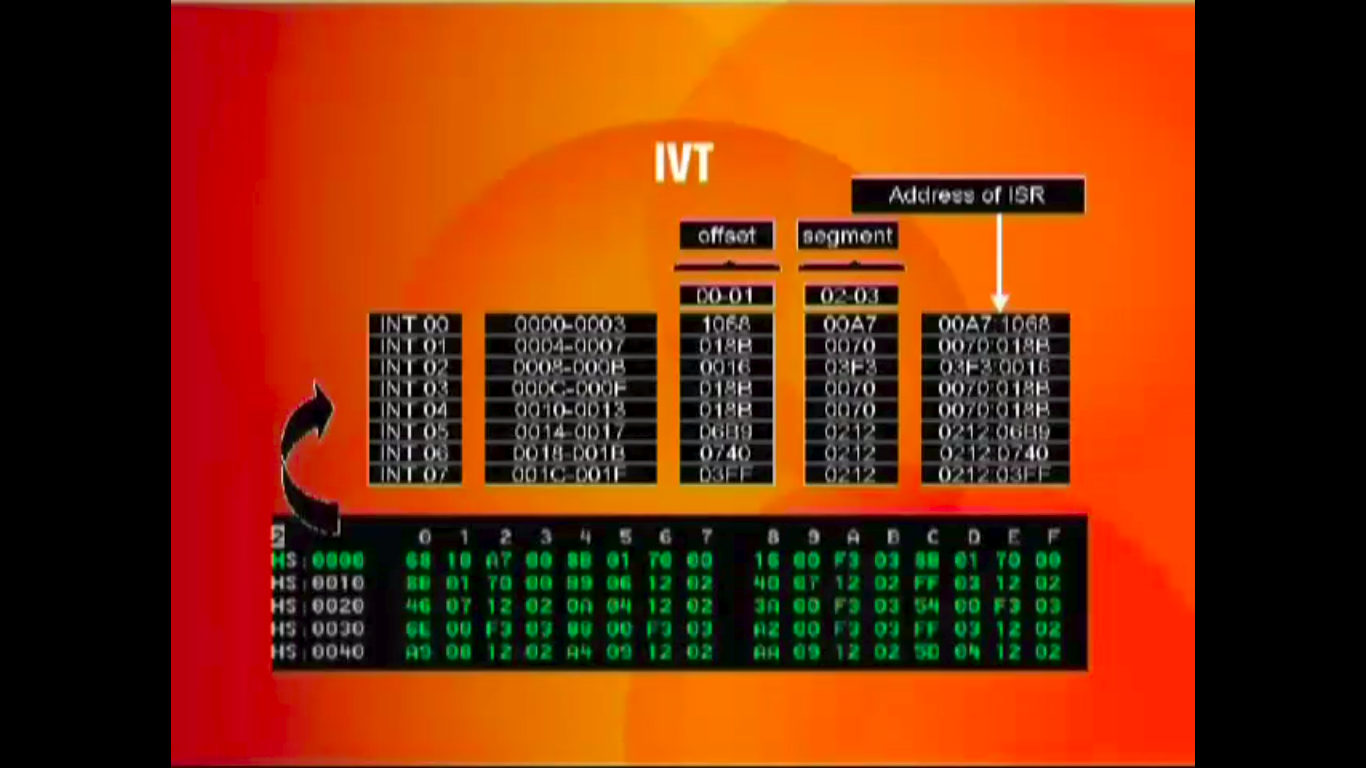 IVT
Address of ISR
offset segment
00-01 02-03
INT 00 0000-0003 1068 00A7 00A7:1068
INT 01 0004-0007 018B 0070 0070:018B
INT 02 0008-000B 0016 03F3 03F3:0016
INT 03 000C-000F 018B 0070 0070:018B
INT 04 0010-0013 018B 0070 0070:018B
INT 05 0014-0017 06B9 0212 0212:06B9
INT 06 0018-001B 0740 0212 0212:0740
INT 07 001C-001F 03FF 0212 0212:03FF
2 0 1 2 3 4 5 6 7 8 9 A B C D E F
HS:0000 68 10 A7 00 8B 01 70 00 16 00 F3 03 8B 01 70 00
HS:0010 8B 01 70 00 B9 06 12 02 40 07 12 02 FF 03 12 02
HS:0020 46 07 12 02 0A 04 12 02 3A 00 F3 03 54 00 F3 03
HS:0030 6E 00 F3 03 88 00 F3 03 A2 00 F3 03 FF 03 12 02
HS:0040 A9 08 12 02 A4 09 12 02 AA 09 12 02 5D 04 12 02